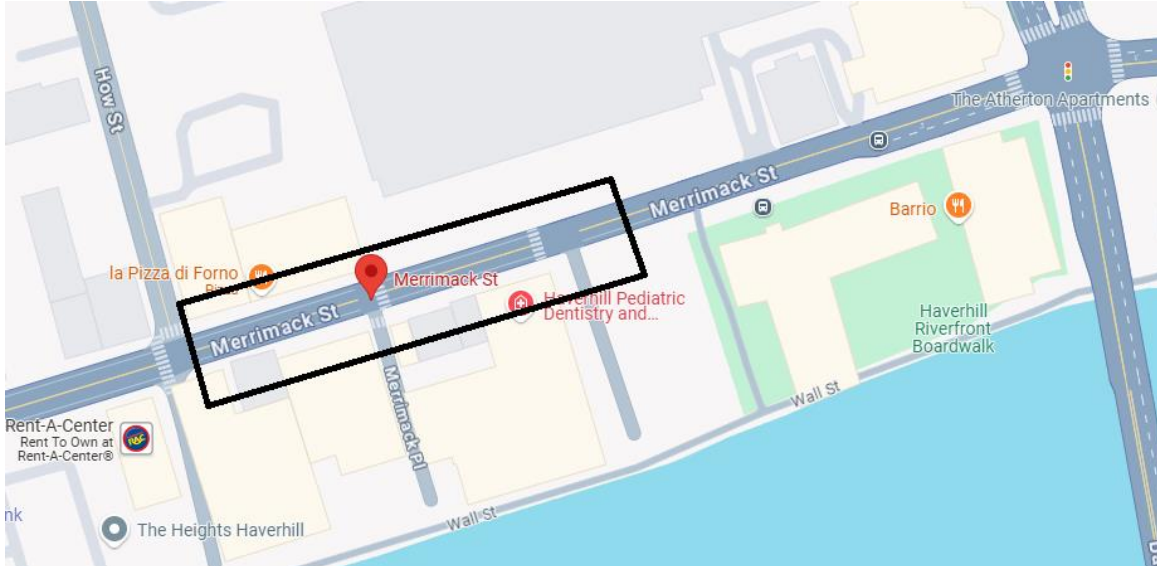 How St
The Atherton Apartments
Merrimack St
Barrio
la Pizza di Forno
Merrimack St
Haverhill Pediatric
Dentistry and...
Merrimack St
Haverhill
Riverfront
Boardwalk
Merrimack Pl
Wall St
Rent-A-Center
Rent To Own at
Rent-A-Center®
RAC
nk
The Heights Haverhill
Wall St